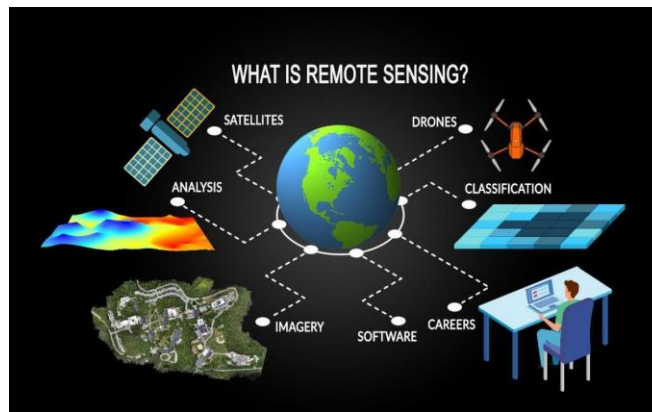 WHAT IS REMOTE SENSING?
SATELLITES
DRONES
ANALYSIS
CLASSIFICATION
IMAGERY
SOFTWARE
CAREERS